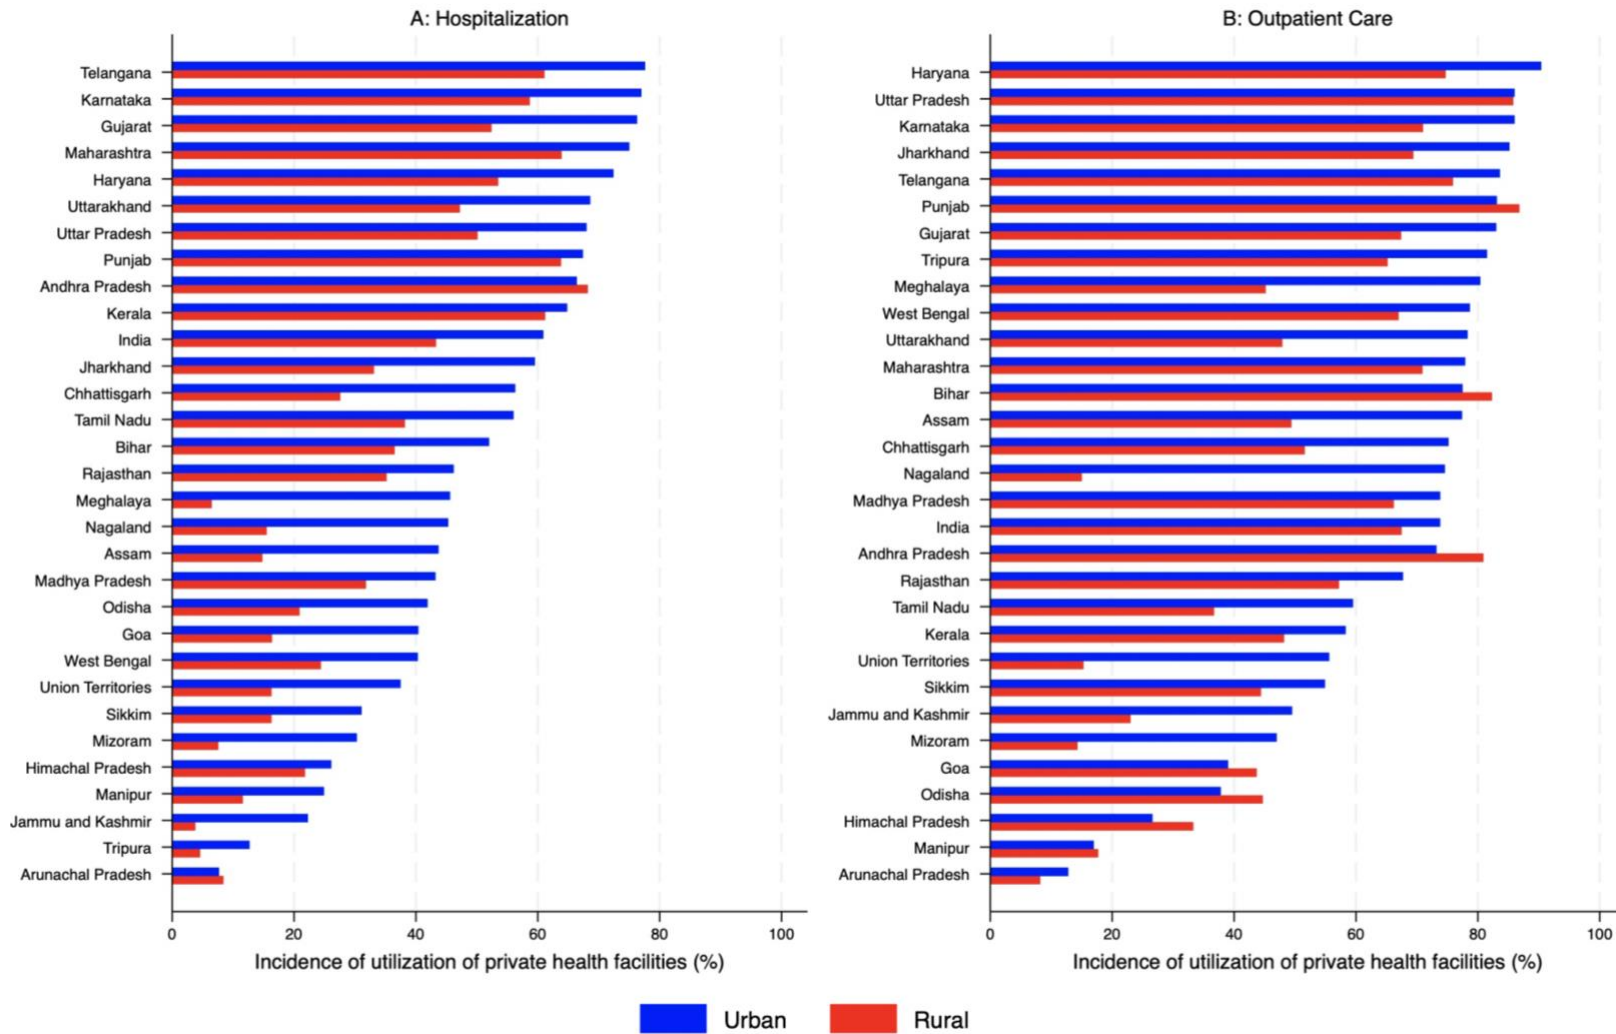 A: Hospitalization
Telangana
Karnataka
Gujarat
Maharashtra
Haryana
Uttarakhand
Uttar Pradesh
Punjab
Andhra Pradesh
Kerala
India
Jharkhand
Chhattisgarh
Tamil Nadu
Bihar
Rajasthan
Meghalaya
Nagaland
Assam
Madhya Pradesh
Odisha
Goa
West Bengal
Union Territories
Sikkim
Mizoram
Himachal Pradesh
Manipur
Jammu and Kashmir
Tripura
Arunachal Pradesh
0 20 40 60 80 100
Incidence of utilization of private health facilities (%)
B: Outpatient Care
Haryana
Uttar Pradesh
Karnataka
Jharkhand
Telangana
Punjab
Gujarat
Tripura
Meghalaya
West Bengal
Uttarakhand
Maharashtra
Bihar
Assam
Chhattisgarh
Nagaland
Madhya Pradesh
India
Andhra Pradesh
Rajasthan
Tamil Nadu
Kerala
Union Territories
Sikkim
Jammu and Kashmir
Mizoram
Goa
Odisha
Himachal Pradesh
Manipur
Arunachal Pradesh
0 20 40 60 80 100
Incidence of utilization of private health facilities (%)
Urban Rural